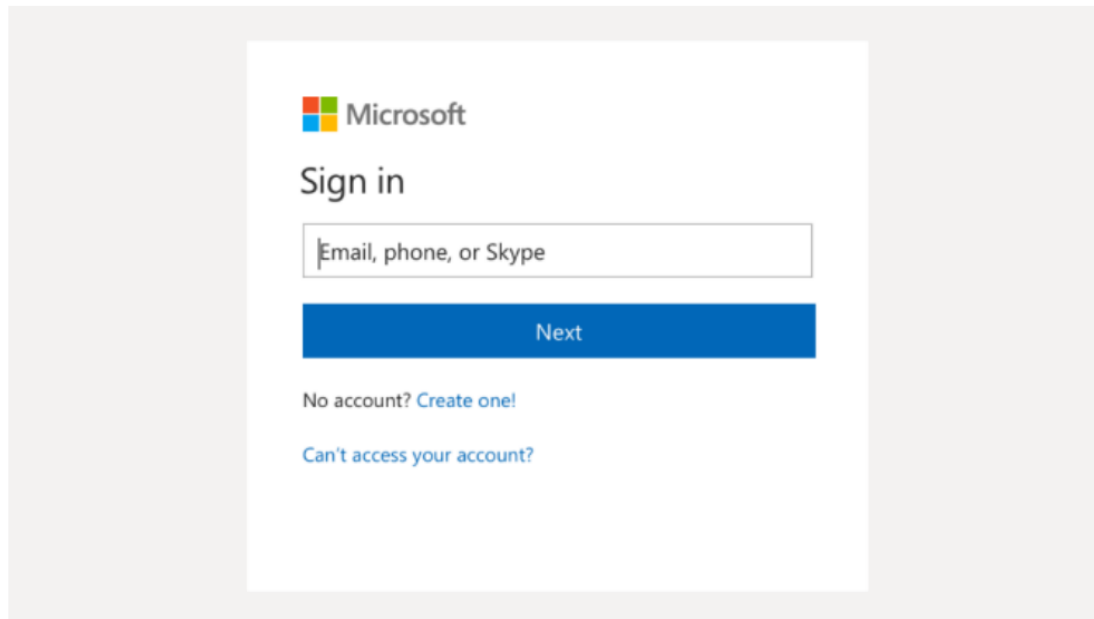 Microsoft
Sign in
Email, phone, or Skype
Next
No account? Create one!
Can't access your account?